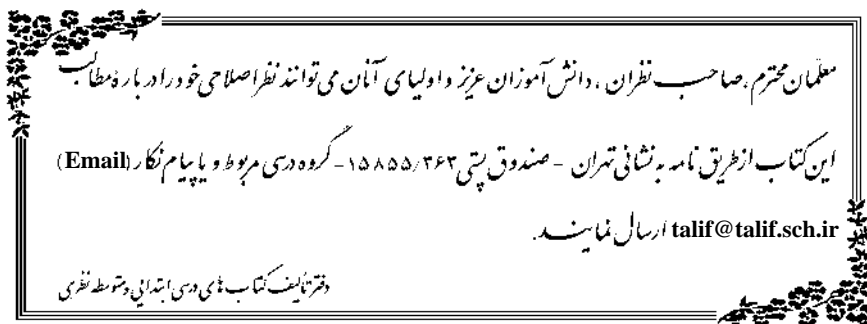 معلّمان محترم، صاحب نظران، دانش آموزان عزیز و اولیای آنان می توانند نظر اصلاحی خود را در بارهٔ مطالب
این کتاب از طریق نامه به نشانی تهران - صندوق پستی ۱۵۸۵۵/۳۶۳ - گروه درسی مربوط و یا پیام نگار (Email)
talif@talif.sch.ir ارسال نمایند.
دفتر تألیف کتاب های درسی ابتدایی و متوسطه نظری